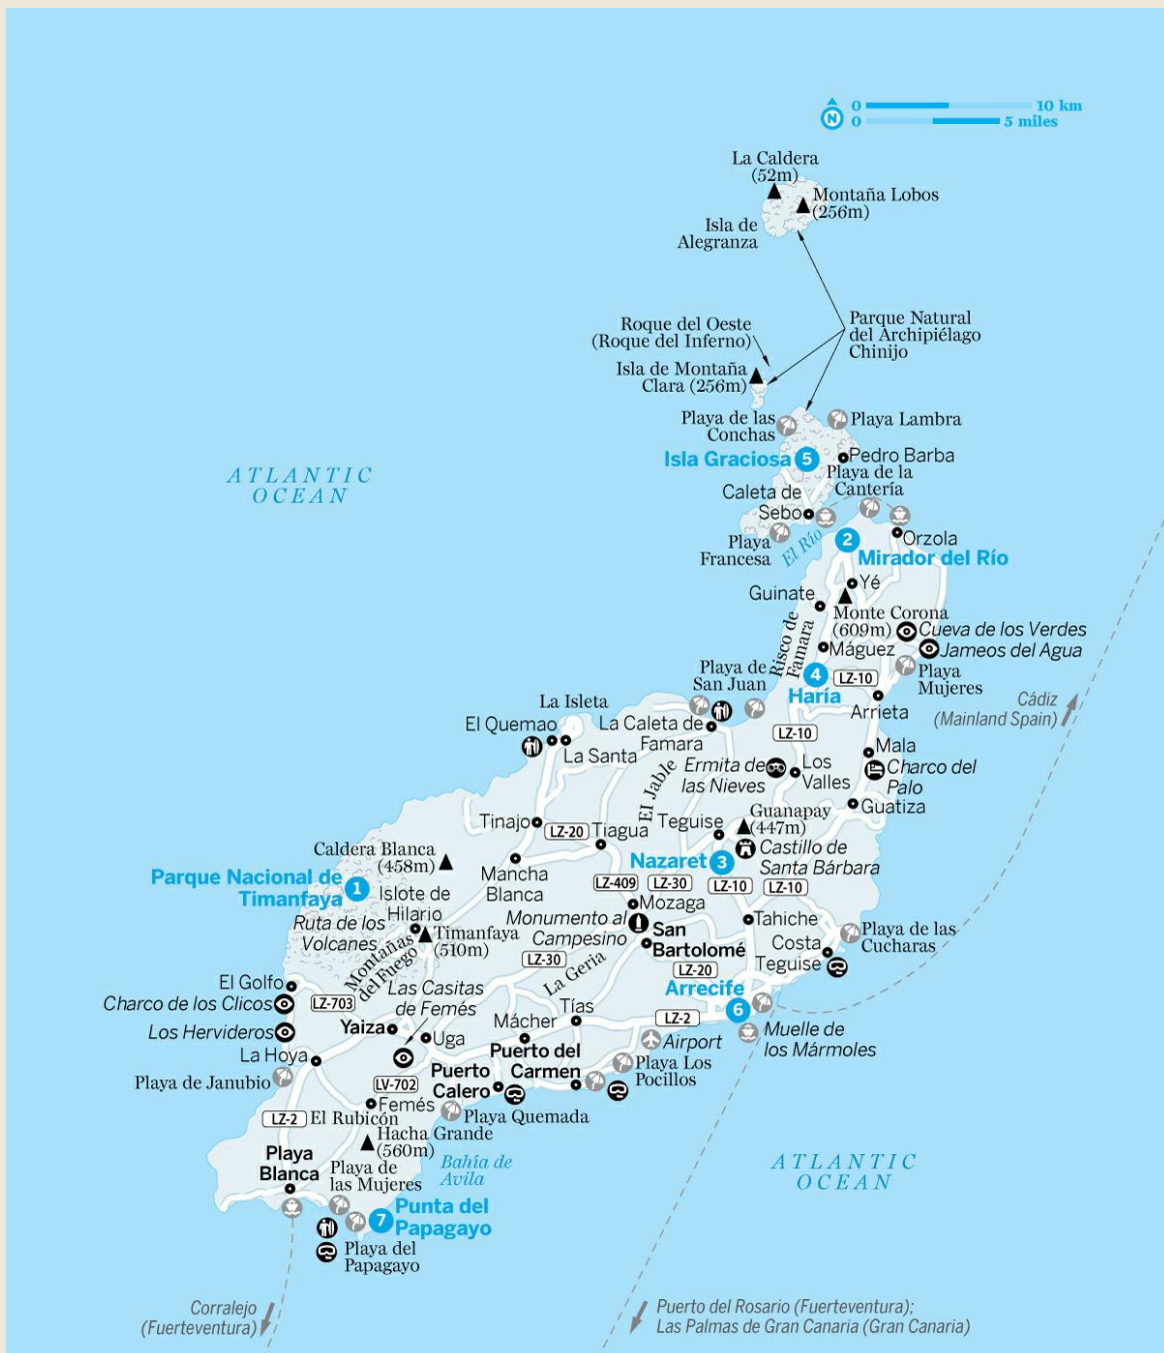 0 10 km
N
0 5 miles
La Caldera
(52m)
Montaña Lobos
(256m)
Isla de
Alegranza
Roque del Oeste
(Roque del Inferno)
Parque Natural
del Archipiélago
Chinijo
Isla de Montaña
Clara (256m)
Playa de las
Conchas
Playa Lambra
Isla Graciosa 5
Pedro Barba
Playa de la
Cantería
Caleta de
Sebo
ATLANTIC
OCEAN
Playa
Francesa
El Río
Orzola
2
Mirador del Río
Yé
Guinate
Monte Corona
(609m)
Cueva de los Verdes
Jameos del Agua
Risco de
Famara
Máguez
Playa
Mujeres
4
Haría
LZ-10
Playa de
San Juan
Arrieta
Cádiz
(Mainland Spain)
La Isleta
El Quemao
La Santa
La Caleta de
Famara
LZ-10
Mala
Charco del
Palo
El Jable
Ermita de
las Nieves
Los
Valles
Guatiza
Guanapay
(447m)
Tinajo
LZ-20
Tiagua
Teguise
Castillo de
Santa Bárbara
Caldera Blanca
(458m)
Nazaret 3
Parque Nacional de
Timanfaya
1
Mancha
Blanca
LZ-409
LZ-30
LZ-10
LZ-10
Islote de
Hilario
Mozaga
Ruta de los
Volcanes
Monumento al
Campesino
San
Bartolomé
Tahiche
Playa de las
Cucharas
Timanfaya
(510m)
Montañas
del Fuego
LZ-30
La Geria
LZ-20
Costa
Teguise
El Golfo
Charco de los Clicos
LZ-703
Las Casitas
de Femés
Arrecife
6
Los Hervideros
Yaiza
Uga
Mácher
Tías
LZ-2
Airport
Muelle de
los Mármoles
La Hoya
Playa de Janubio
LV-702
Puerto
Calero
Puerto del
Carmen
Playa Los
Pocillos
Femés
Playa Quemada
LZ-2
El Rubicón
Hacha Grande
(560m)
Playa
Blanca
Playa de
las Mujeres
Bahía de
Avila
ATLANTIC
OCEAN
7
Punta del
Papagayo
Playa del
Papagayo
Corralejo
(Fuerteventura)
Puerto del Rosario (Fuerteventura);
Las Palmas de Gran Canaria (Gran Canaria)